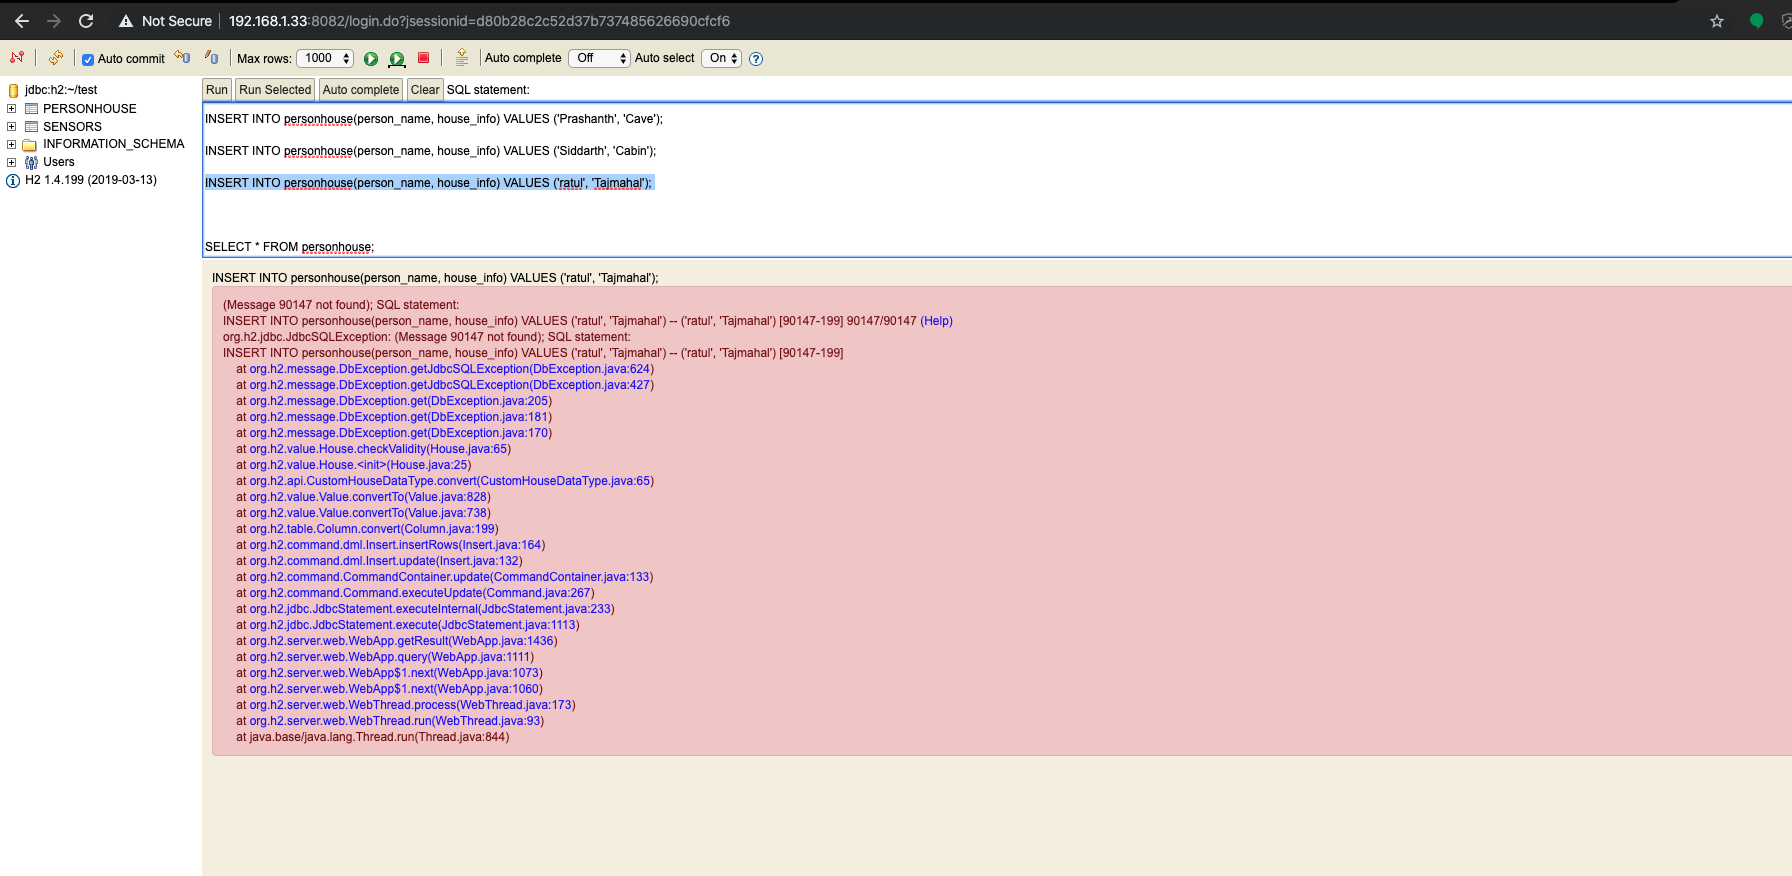 Not Secure 192.168.1.33:8082/login.do?jsessionid=d80b28c2c52d37b737485626690cfcf6
Auto commit Max rows: 1000 Auto complete Off Auto select On ?
jdbc:h2:~/test
PERSONHOUSE
SENSORS
INFORMATION_SCHEMA
Users
H2 1.4.199 (2019-03-13)
Run Run Selected Auto complete Clear SQL statement:
INSERT INTO personhouse(person_name, house_info) VALUES ('Prashanth', 'Cave');
INSERT INTO personhouse(person_name, house_info) VALUES ('Siddarth', 'Cabin');
INSERT INTO personhouse(person_name, house_info) VALUES ('ratul', 'Tajmahal');
SELECT * FROM personhouse;
INSERT INTO personhouse(person_name, house_info) VALUES ('ratul', 'Tajmahal');
(Message 90147 not found); SQL statement:
INSERT INTO personhouse(person_name, house_info) VALUES ('ratul', 'Tajmahal') -- ('ratul', 'Tajmahal') [90147-199] 90147/90147 (Help)
org.h2.jdbc.JdbcSQLException: (Message 90147 not found); SQL statement:
INSERT INTO personhouse(person_name, house_info) VALUES ('ratul', 'Tajmahal') -- ('ratul', 'Tajmahal') [90147-199]
at org.h2.message.DbException.getJdbcSQLException(DbException.java:624)
at org.h2.message.DbException.getJdbcSQLException(DbException.java:427)
at org.h2.message.DbException.get(DbException.java:205)
at org.h2.message.DbException.get(DbException.java:181)
at org.h2.message.DbException.get(DbException.java:170)
at org.h2.value.House.checkValidity(House.java:65)
at org.h2.value.House.<init>(House.java:25)
at org.h2.api.CustomHouseDataType.convert(CustomHouseDataType.java:65)
at org.h2.value.Value.convertTo(Value.java:828)
at org.h2.value.Value.convertTo(Value.java:738)
at org.h2.table.Column.convert(Column.java:199)
at org.h2.command.dml.Insert.insertRows(Insert.java:164)
at org.h2.command.dml.Insert.update(Insert.java:132)
at org.h2.command.CommandContainer.update(CommandContainer.java:133)
at org.h2.command.Command.executeUpdate(Command.java:267)
at org.h2.jdbc.JdbcStatement.executeInternal(JdbcStatement.java:233)
at org.h2.jdbc.JdbcStatement.execute(JdbcStatement.java:1113)
at org.h2.server.web.WebApp.getResult(WebApp.java:1436)
at org.h2.server.web.WebApp.query(WebApp.java:1111)
at org.h2.server.web.WebApp$1.next(WebApp.java:1073)
at org.h2.server.web.WebApp$1.next(WebApp.java:1060)
at org.h2.server.web.WebThread.process(WebThread.java:173)
at org.h2.server.web.WebThread.run(WebThread.java:93)
at java.base/java.lang.Thread.run(Thread.java:844)